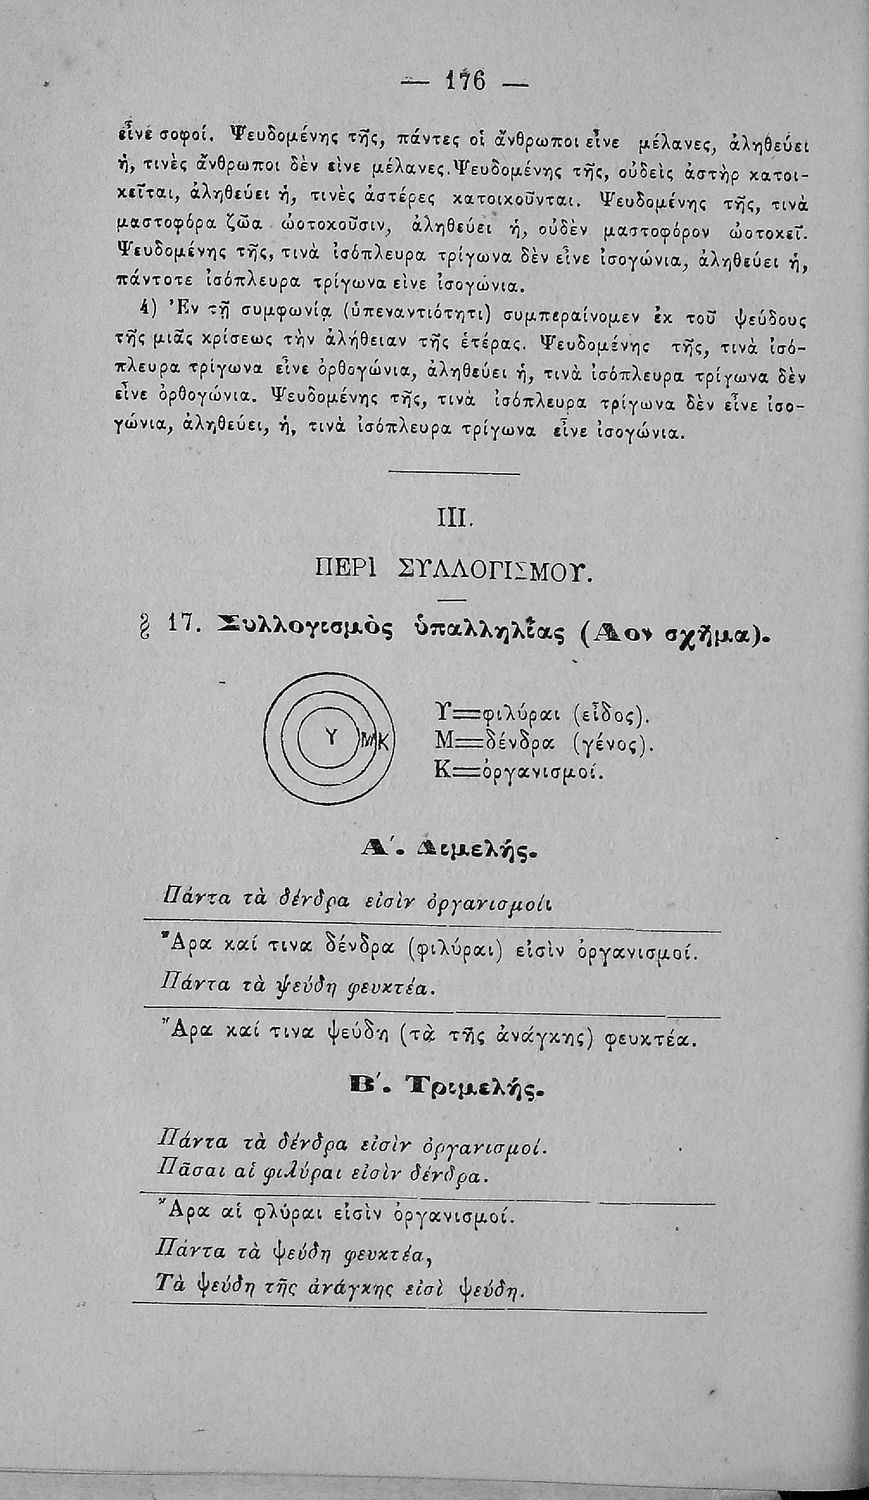 — 176 —
εἶνε σοφοί. Ψευδομένης τῆς, πάντες οἱ ἄνθρωποι εἶνε μέλανες, ἀληθεύει
ἡ, τινὲς ἄνθρωποι δὲν εἶνε μέλανες. Ψευδομένης τῆς, οὐδεὶς ἀστὴρ κατοι-
κεῖται, ἀληθεύει ἡ, τινὲς ἀστέρες κατοικοῦνται. Ψευδομένης τῆς, τινὰ
μαστοφόρα ζῶα ὠοτοκοῦσιν, ἀληθεύει ἡ, οὐδὲν μαστοφόρον ὠοτοκεῖ.
Ψευδομένης τῆς, τινὰ ἰσόπλευρα τρίγωνα δὲν εἶνε ἰσογώνια, ἀληθεύει ἡ,
πάντοτε ἰσόπλευρα τρίγωνα εἶνε ἰσογώνια.
4) Ἐν τῇ συμφωνίᾳ (ὑπεναντιότητι) συμπεραίνομεν ἐκ τοῦ ψεύδους
τῆς μιᾶς κρίσεως τὴν ἀλήθειαν τῆς ἑτέρας. Ψευδομένης τῆς, τινὰ ἰσό-
πλευρα τρίγωνα εἶνε ὀρθογώνια, ἀληθεύει ἡ, τινὰ ἰσόπλευρα τρίγωνα δὲν
εἶνε ὀρθογώνια. Ψευδομένης τῆς, τινὰ ἰσόπλευρα τρίγωνα δὲν εἶνε ἰσο-
γώνια, ἀληθεύει, ἡ, τινὰ ἰσόπλευρα τρίγωνα εἶνε ἰσογώνια.
III.
ΠΕΡΙ ΣΥΛΛΟΓΙΣΜΟΥ.
§ 17. Συλλογισμὸς ὑπαλληλίας (Αον σχῆμα).
Υ Μ Κ
Υ=φιλύραι (εἶδος).
Μ=δένδρα (γένος).
Κ=ὀργανισμοί.
Α΄. Διμελής.
Πάντα τὰ δένδρα εἰσὶν ὀργανισμοί.
Ἄρα καί τινα δένδρα (φιλύραι) εἰσὶν ὀργανισμοί.
Πάντα τὰ ψεύδη φευκτέα.
Ἄρα καί τινα ψεύδη (τὰ τῆς ἀνάγκης) φευκτέα.
Β΄. Τριμελής.
Πάντα τὰ δένδρα εἰσὶν ὀργανισμοί.
Πᾶσαι αἱ φιλύραι εἰσὶν δένδρα.
Ἄρα αἱ φλύραι εἰσὶν ὀργανισμοί.
Πάντα τὰ ψεύδη φευκτέα,
Τὰ ψεύδη τῆς ἀνάγκης εἰσὶ ψεύδη.